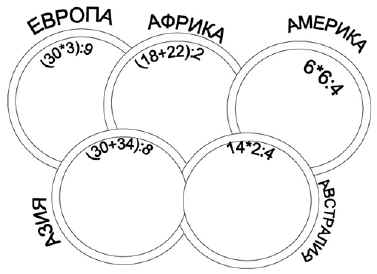 ЕВРОПА
(30*3):9
АФРИКА
(18+22):2
АМЕРИКА
6*6:4
АЗИЯ
(30+34):8
АВСТРАЛИЯ
14*2:4